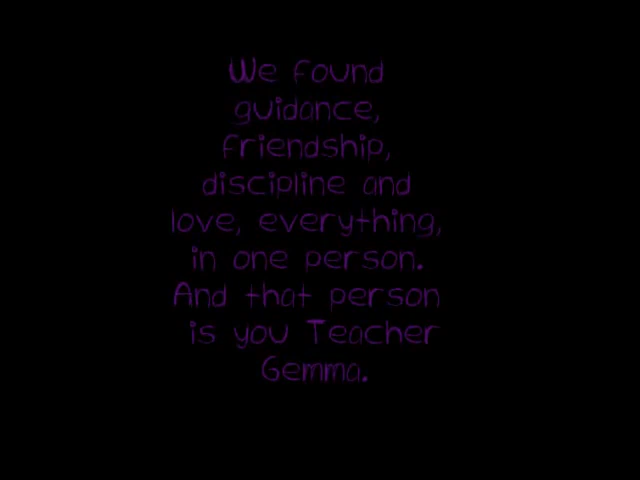 We found
guidance,
friendship,
discipline and
love, everything,
in one person.
And that person
is you Teacher
Gemma.